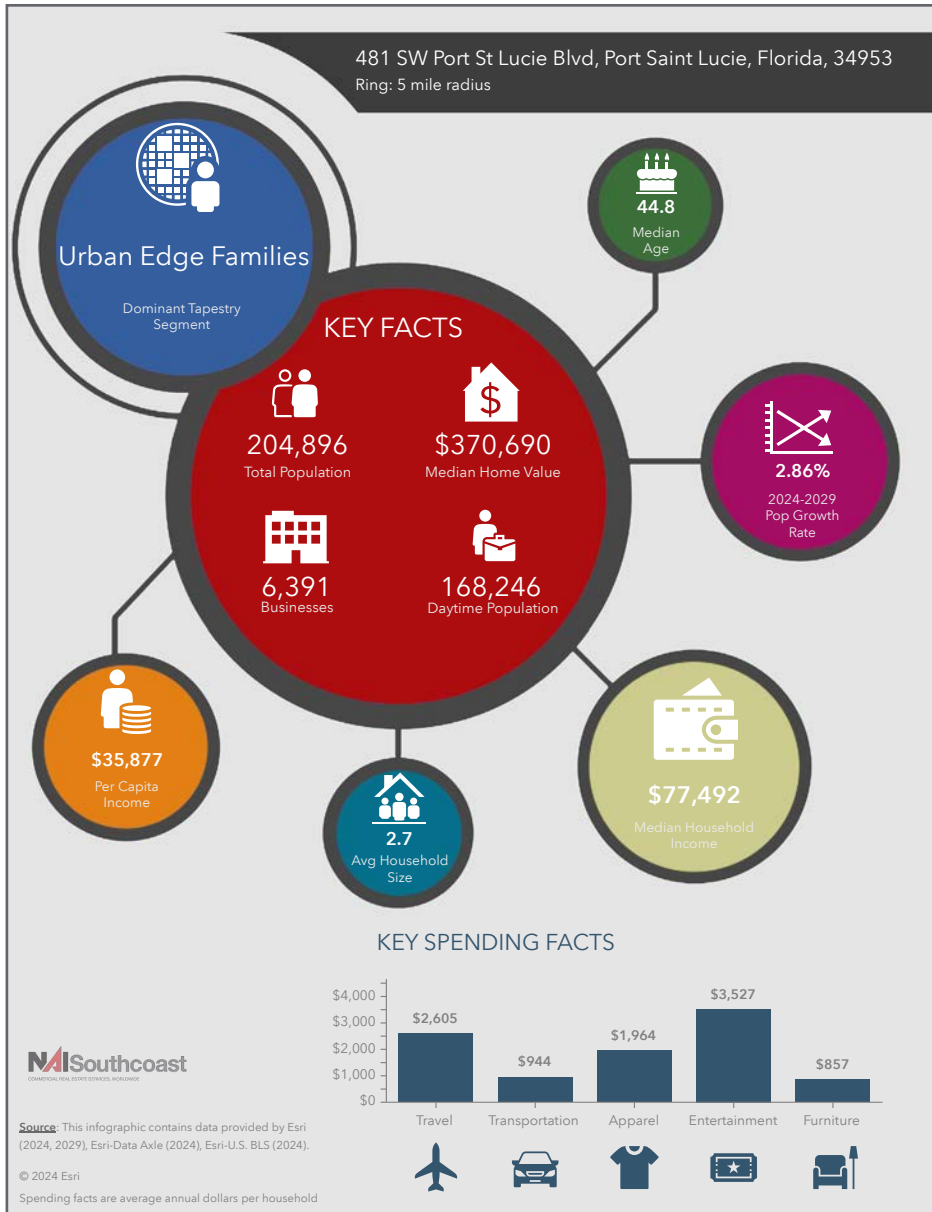 481 SW Port St Lucie Blvd, Port Saint Lucie, Florida, 34953
Ring: 5 mile radius
Urban Edge Families
Dominant Tapestry
Segment
44.8
Median
Age
KEY FACTS
$
204,896
Total Population
$370,690
Median Home Value
6,391
Businesses
168,246
Daytime Population
2.86%
2024-2029
Pop Growth
Rate
$35,877
Per Capita
Income
2.7
Avg Household
Size
$77,492
Median Household
Income
KEY SPENDING FACTS
$4,000
$3,000
$2,000
$1,000
$0
$2,605
$944
$1,964
$3,527
$857
Travel
Transportation
Apparel
Entertainment
Furniture
NAISouthcoast
COMMERCIAL REAL ESTATE SERVICES, WORLDWIDE
Source: This infographic contains data provided by Esri
(2024, 2029), Esri-Data Axle (2024), Esri-U.S. BLS (2024).
© 2024 Esri
Spending facts are average annual dollars per household